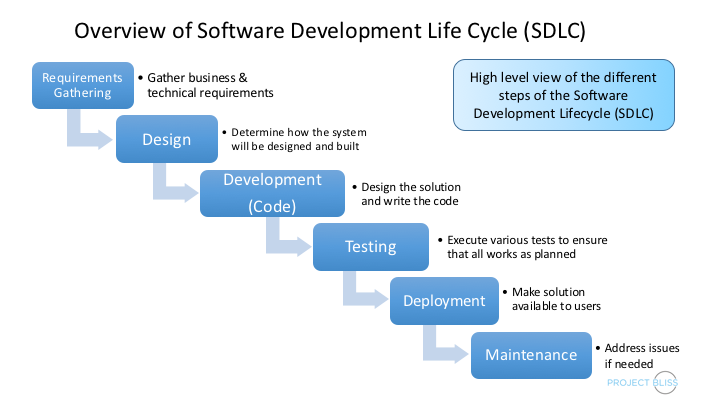 Overview of Software Development Life Cycle (SDLC)
Requirements
Gathering
• Gather business &
technical requirements
High level view of the different
steps of the Software
Development Lifecycle (SDLC)
Design
• Determine how the system
will be designed and built
Development
(Code)
• Design the solution
and write the code
Testing
• Execute various tests to ensure
that all works as planned
Deployment
• Make solution
available to users
Maintenance
• Address issues
if needed
PROJECT BLISS